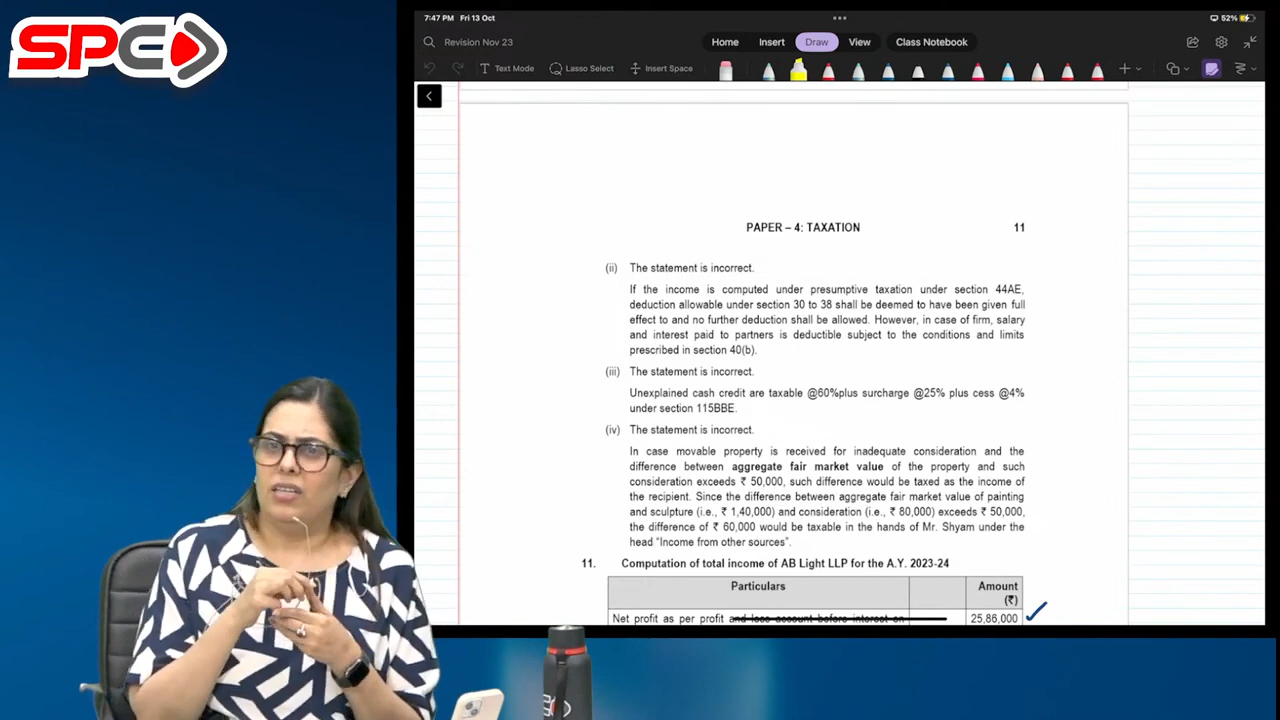 SPC
7:47 PM Fri 13 Oct
52%
Revision Nov 23
Home Insert Draw View Class Notebook
Text Mode Lasso Select Insert Space
PAPER – 4: TAXATION 11
(ii) The statement is incorrect.
If the income is computed under presumptive taxation under section 44AE,
deduction allowable under section 30 to 38 shall be deemed to have been given full
effect to and no further deduction shall be allowed. However, in case of firm, salary
and interest paid to partners is deductible subject to the conditions and limits
prescribed in section 40(b).
(iii) The statement is incorrect.
Unexplained cash credit are taxable @60%plus surcharge @25% plus cess @4%
under section 115BBE.
(iv) The statement is incorrect.
In case movable property is received for inadequate consideration and the
difference between aggregate fair market value of the property and such
consideration exceeds ₹ 50,000, such difference would be taxed as the income of
the recipient. Since the difference between aggregate fair market value of painting
and sculpture (i.e., ₹ 1,40,000) and consideration (i.e., ₹ 80,000) exceeds ₹ 50,000,
the difference of ₹ 60,000 would be taxable in the hands of Mr. Shyam under the
head "Income from other sources".
11. Computation of total income of AB Light LLP for the A.Y. 2023-24
Particulars Amount
(₹)
Net profit as per profit and loss account before interest on 25,86,000